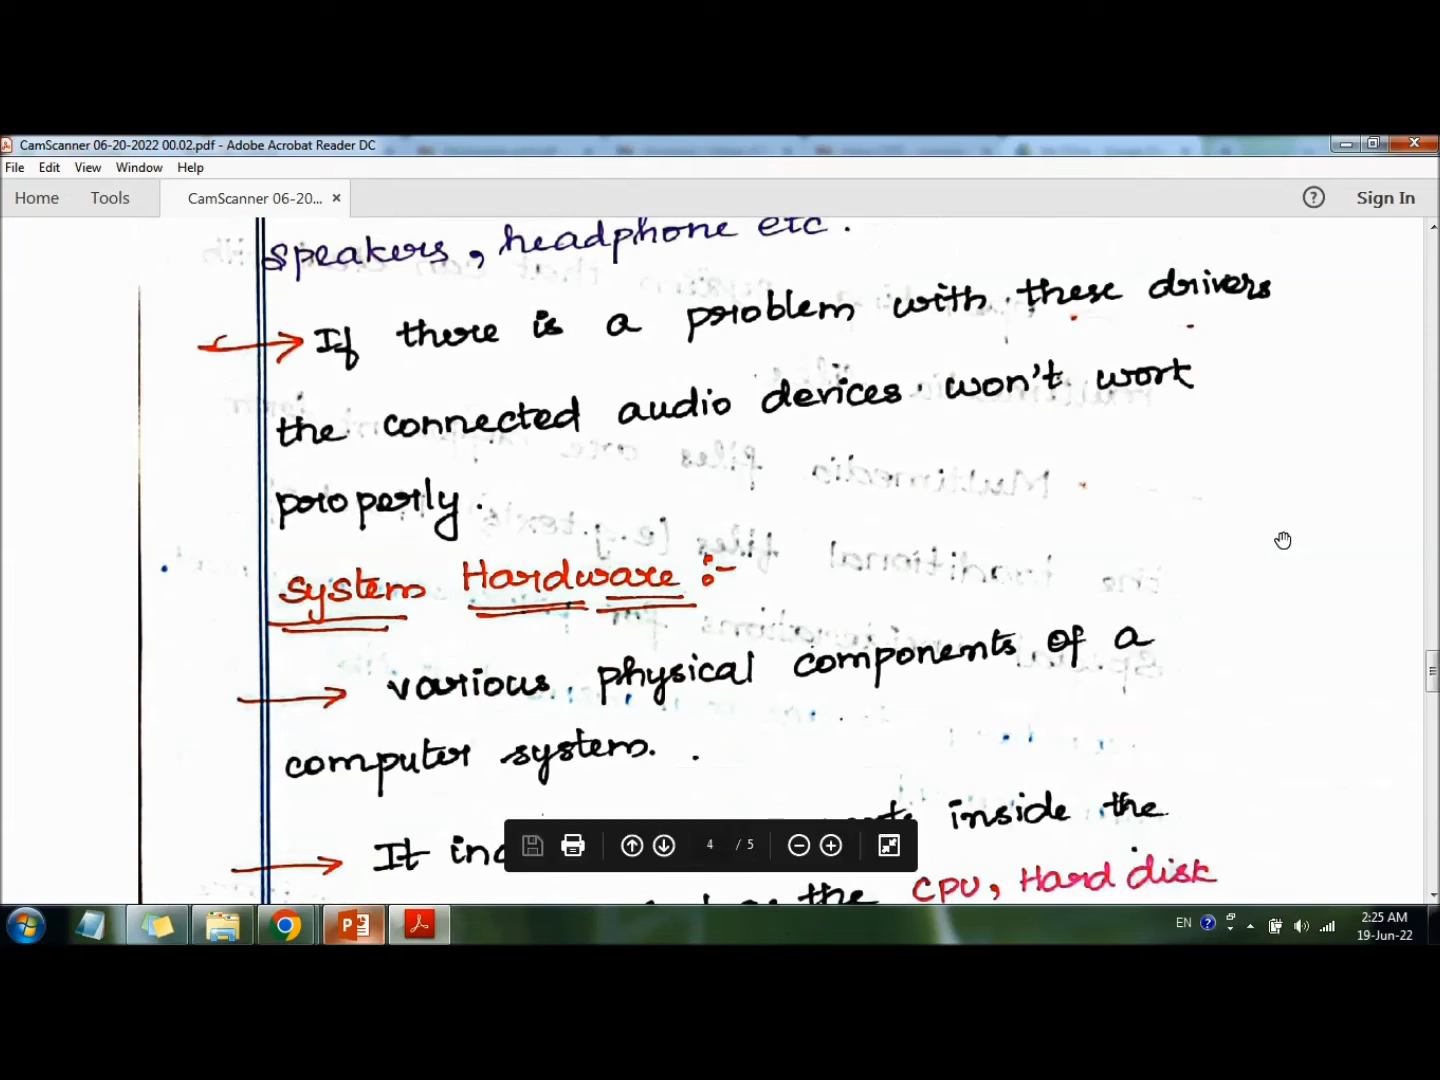 CamScanner 06-20-2022 00.02.pdf - Adobe Acrobat Reader DC
File Edit View Window Help
Home Tools CamScanner 06-20... × ? Sign In
speakers, headphone etc.
→ If there is a problem with these drivers
the connected audio devices won't work
properly.
System Hardware :-
→ various physical components of a
computer system.
→ It inside the
the CPU, Hard disk
4 / 5
EN 2:25 AM
19-Jun-22